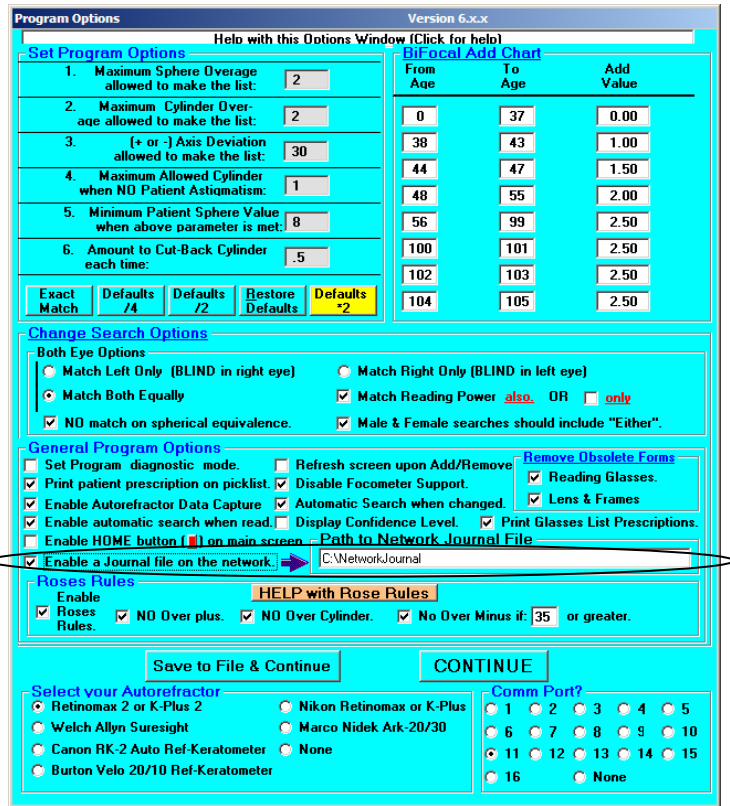 Program Options Version 6.x.x
Help with this Options Window (Click for help)
Set Program Options
1. Maximum Sphere Overage
allowed to make the list: 2
2. Maximum Cylinder Over-
age allowed to make the list: 2
3. (+ or -) Axis Deviation
allowed to make the list: 30
4. Maximum Allowed Cylinder
when NO Patient Astigmatism: 1
5. Minimum Patient Sphere Value
when above parameter is met: 8
6. Amount to Cut-Back Cylinder
each time: .5
Exact Match Defaults /4 Defaults /2 Restore Defaults Defaults *2
BiFocal Add Chart
From Age To Age Add Value
0 37 0.00
38 43 1.00
44 47 1.50
48 55 2.00
56 99 2.50
100 101 2.50
102 103 2.50
104 105 2.50
Change Search Options
Both Eye Options
Match Left Only (BLIND in right eye) Match Right Only (BLIND in left eye)
Match Both Equally Match Reading Power also. OR only
NO match on spherical equivalence. Male & Female searches should include "Either".
General Program Options
Set Program diagnostic mode. Refresh screen upon Add/Remove
Print patient prescription on picklist. Disable Focometer Support.
Enable Autorefractor Data Capture Automatic Search when changed.
Remove Obsolete Forms
Reading Glasses.
Lens & Frames
Enable automatic search when read. Display Confidence Level. Print Glasses List Prescriptions.
Enable HOME button ( ) on main screen Path to Network Journal File
Enable a Journal file on the network. C:\NetworkJournal
Roses Rules
HELP with Rose Rules
Enable
Roses
Rules. NO Over plus. NO Over Cylinder. No Over Minus if: 35 or greater.
Save to File & Continue CONTINUE
Select your Autorefractor
Retinomax 2 or K-Plus 2 Nikon Retinomax or K-Plus
Welch Allyn Suresight Marco Nidek Ark-20/30
Canon RK-2 Auto Ref-Keratometer None
Burton Velo 20/10 Ref-Keratometer
Comm Port?
1 2 3 4 5
6 7 8 9 10
11 12 13 14 15
16 None